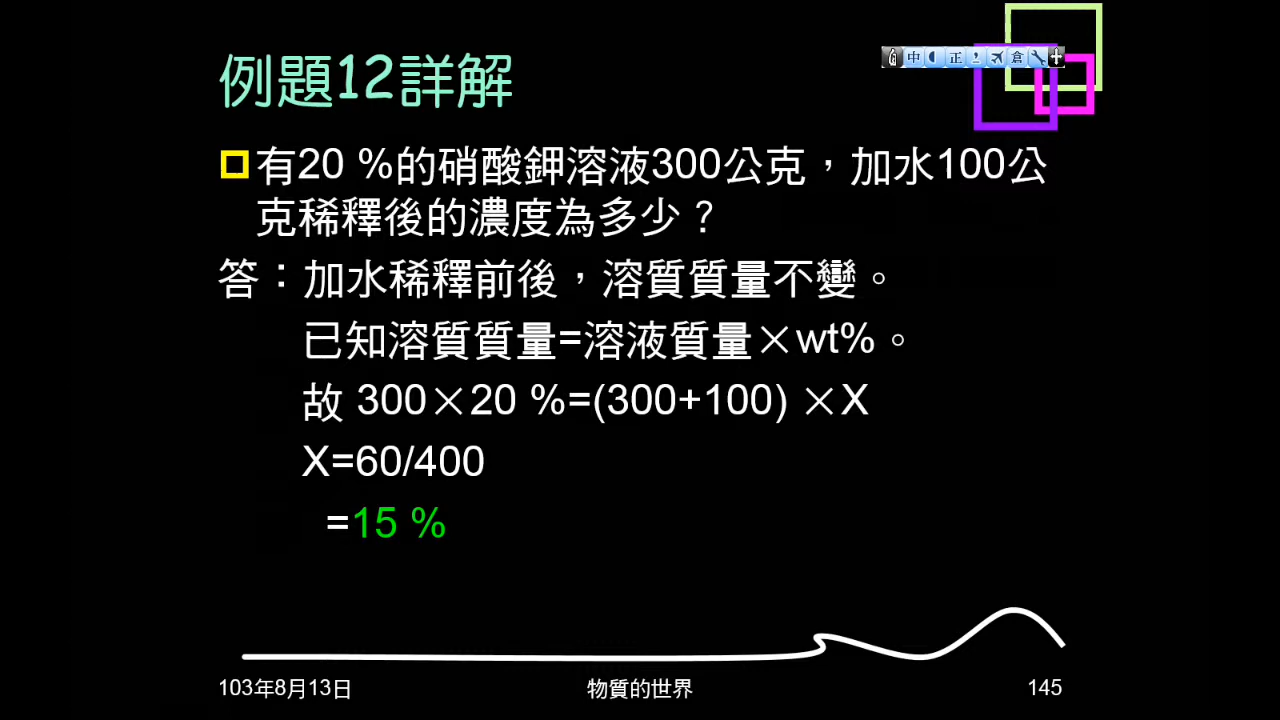 中正,倉
例題12詳解
有20 %的硝酸鉀溶液300公克，加水100公
克稀釋後的濃度為多少？
答：加水稀釋前後，溶質質量不變。
已知溶質質量=溶液質量×wt%。
故 300×20 %=(300+100) ×X
X=60/400
=15 %
103年8月13日
物質的世界
145